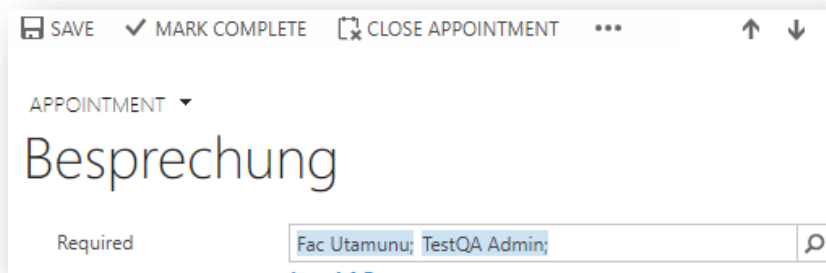 SAVE MARK COMPLETE CLOSE APPOINTMENT •••
APPOINTMENT
Besprechung
Required Fac Utamunu; TestQA Admin;